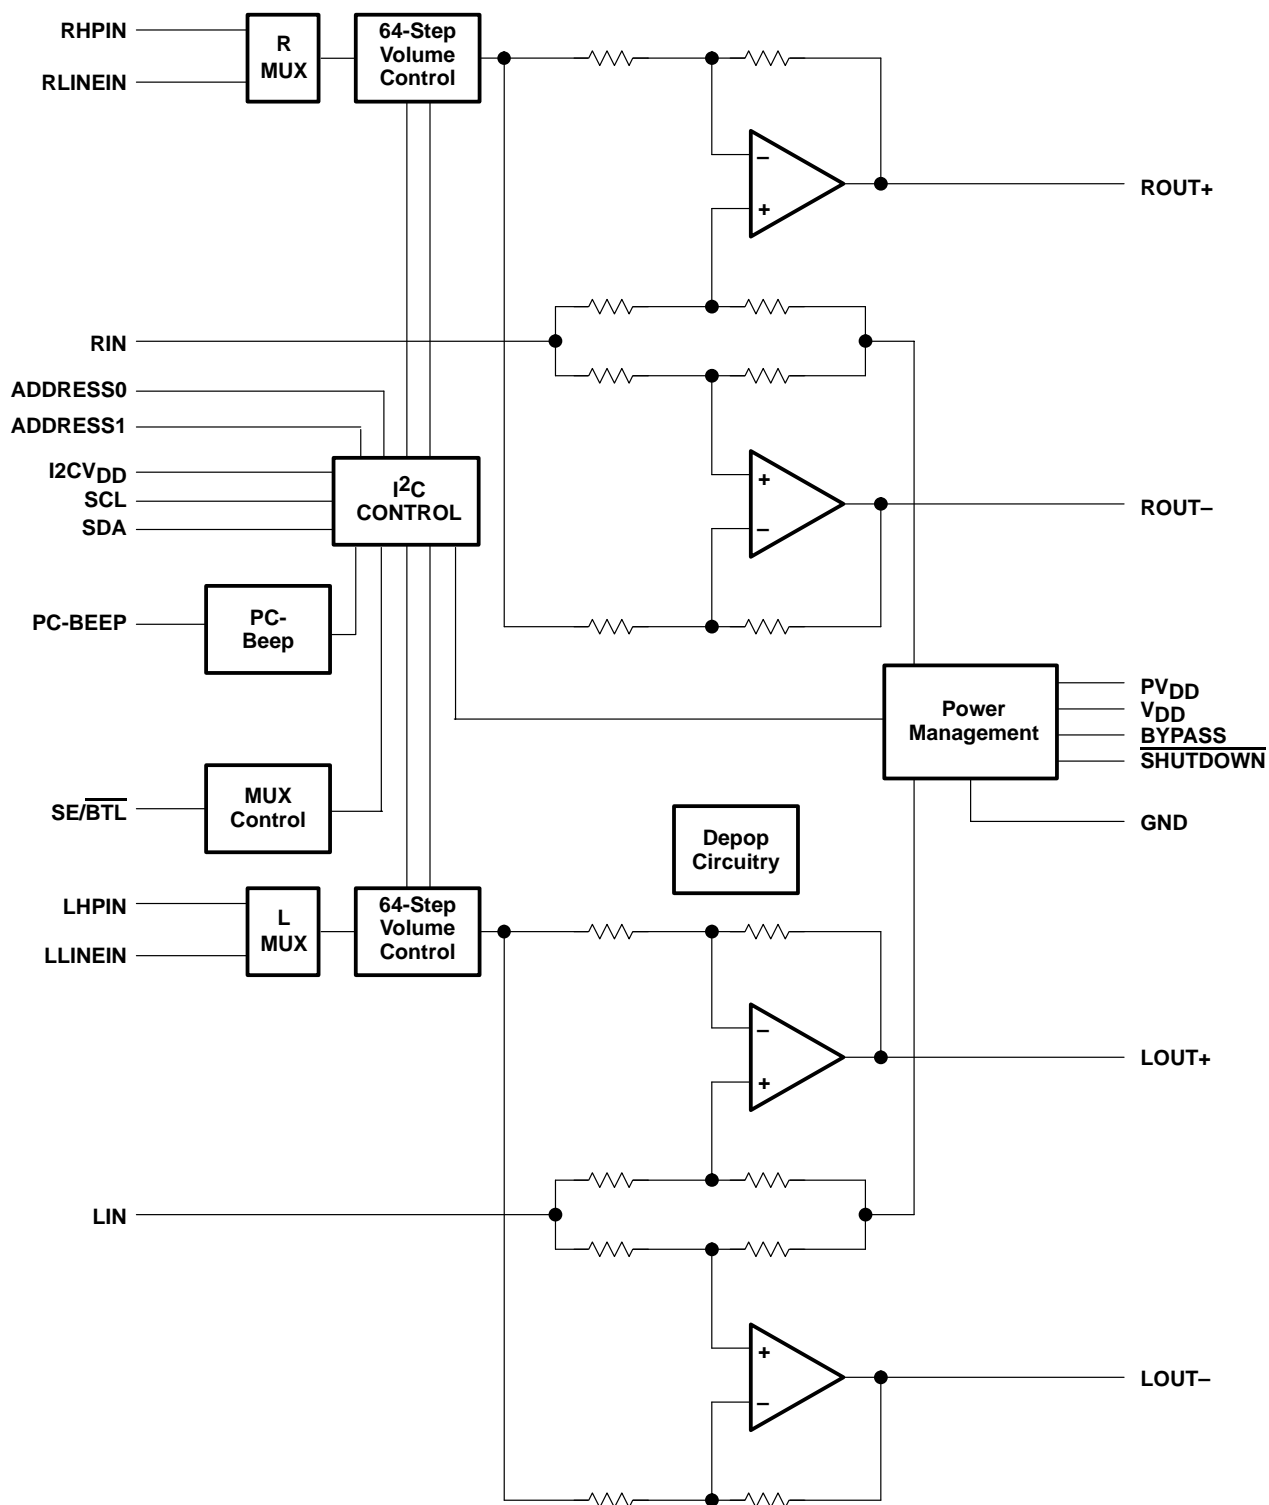 RHPIN
RLINEIN
R
MUX
64-Step
Volume
Control
–
+
ROUT+
RIN
ADDRESS0
ADDRESS1
I2CVDD
SCL
SDA
I2C
CONTROL
+
–
ROUT–
PC-BEEP
PC-
Beep
Power
Management
PVDD
VDD
BYPASS
SHUTDOWN
GND
SE/BTL
MUX
Control
Depop
Circuitry
LHPIN
LLINEIN
L
MUX
64-Step
Volume
Control
–
+
LOUT+
LIN
+
–
LOUT–